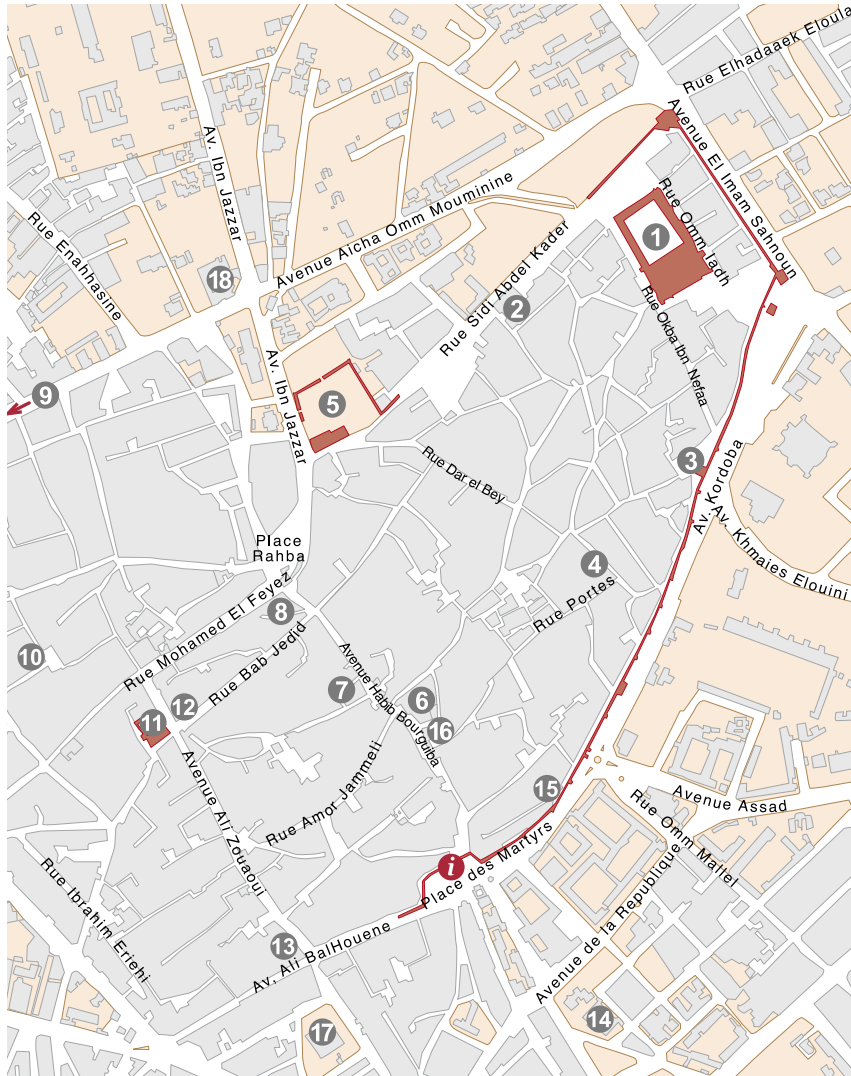 Rue Elhadaaek Eloula
Avenue El Imam Sahnoun
Av. Ibn Jazzar
Rue Enahhasine
Avenue Aicha Omm Mouminine
Rue Omm Iadh
1
18
Rue Sidi Abdel Kader
2
Rue Okba Ibn Nefaa
9
Av. Ibn Jazzar
5
Rue Dar el Bey
3
Av. Kordoba
Av. Khmaies Elouini
Place
Rahba
4
Rue Portes
Rue Mohamed El Feyez
8
Rue Bab Jedid
10
Avenue Habib Bourguiba
7
6
12
11
16
Avenue Ali Zouaoui
Rue Amor Jammeli
15
Avenue Assad
Rue Omm Mallel
Place des Martyrs
i
Rue Ibrahim Eriehi
Avenue de la Republique
13
Av, Ali BalHouene
14
17